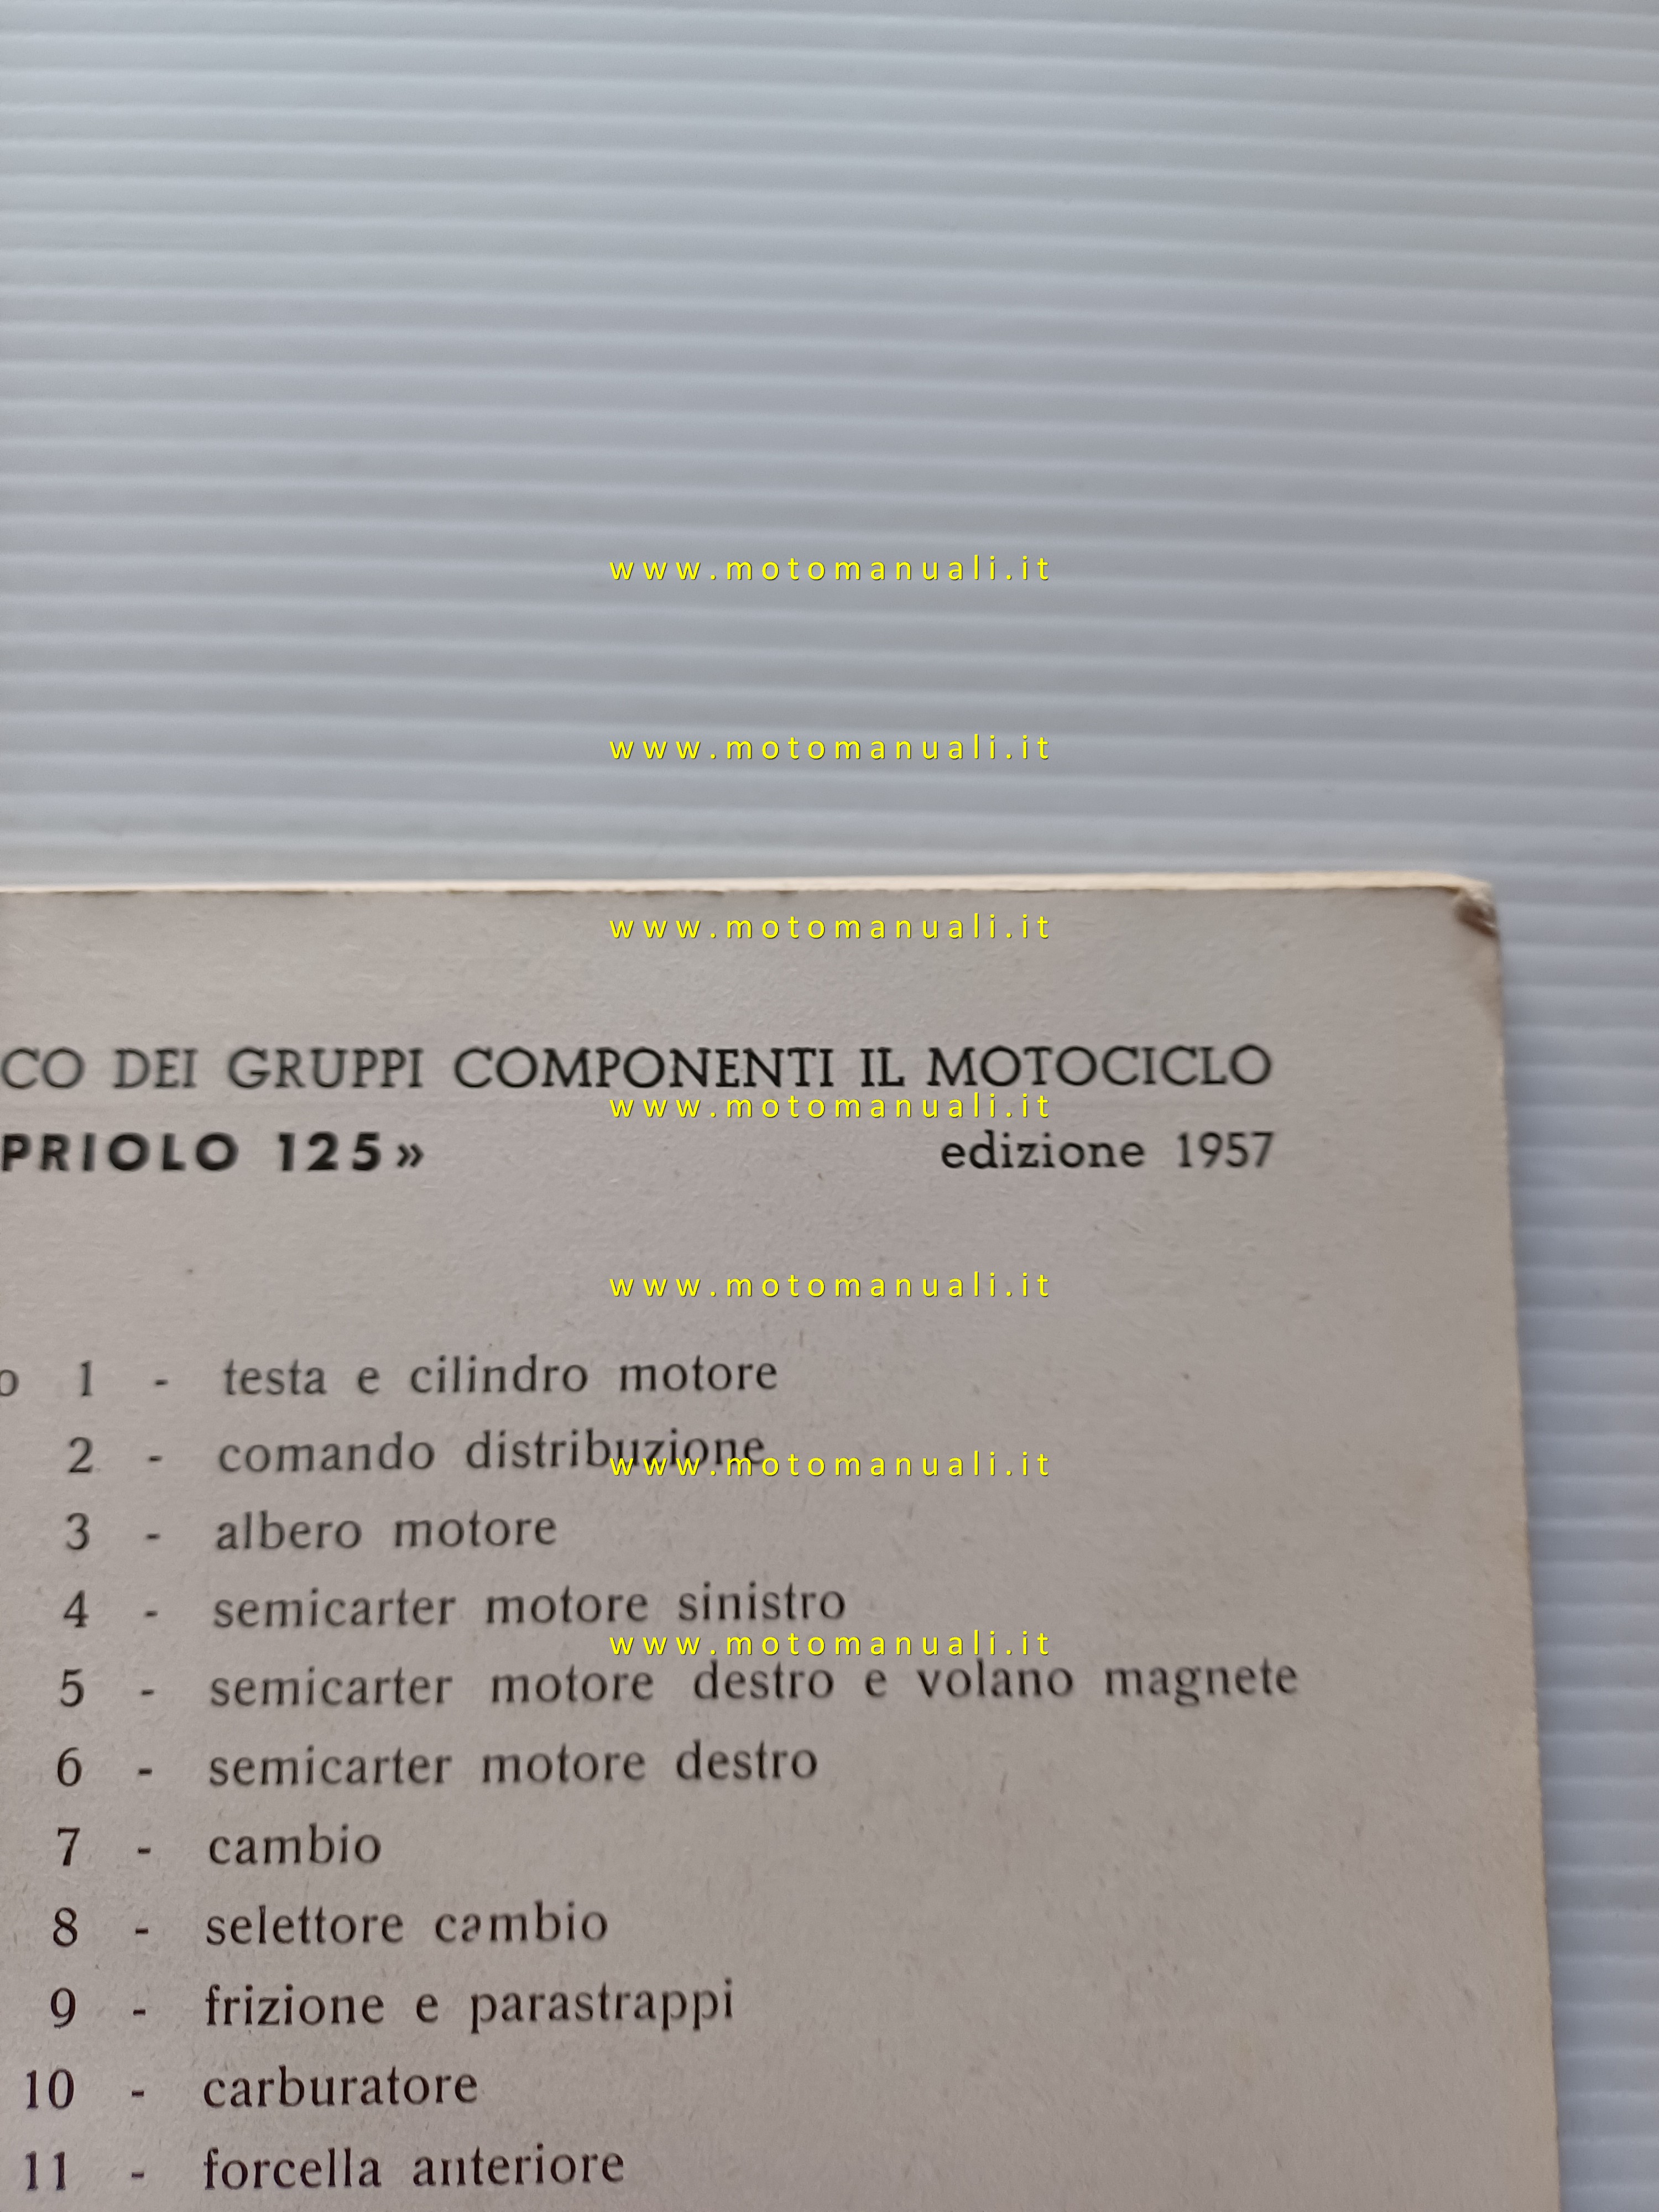 www.motomanuali.it
www.motomanuali.it
www.motomanuali.it
CO DEI GRUPPI COMPONENTI IL MOTOCICLO
www.motomanuali.it
PRIOLO 125» edizione 1957
www.motomanuali.it
o 1 - testa e cilindro motore
2 - comando distribuzione
www.motomanuali.it
3 - albero motore
4 - semicarter motore sinistro
www.motomanuali.it
5 - semicarter motore destro e volano magnete
6 - semicarter motore destro
7 - cambio
8 - selettore cambio
9 - frizione e parastrappi
10 - carburatore
11 - forcella anteriore